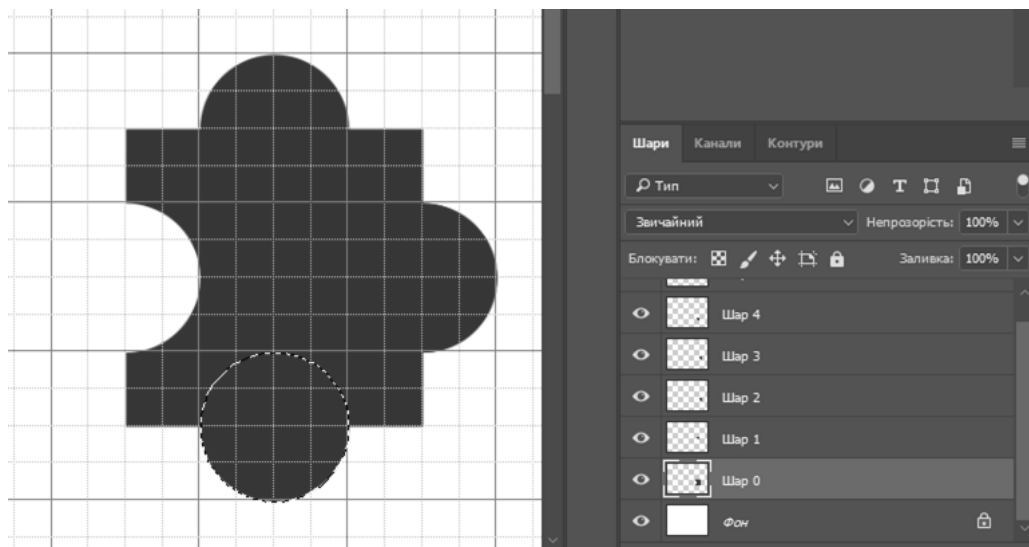 Шари Канали Контури
Тип
Звичайний Непрозорість: 100%
Блокувати: Заливка: 100%
Шар 4
Шар 3
Шар 2
Шар 1
Шар 0
Фон